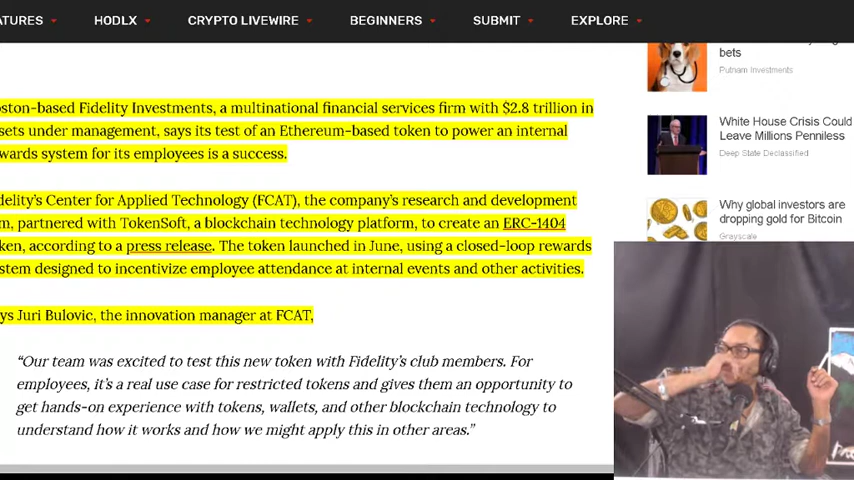 ATURES
HODLX
CRYPTO LIVEWIRE
BEGINNERS
SUBMIT
EXPLORE
oston-based Fidelity Investments, a multinational financial services firm with $2.8 trillion in
sets under management, says its test of an Ethereum-based token to power an internal
wards system for its employees is a success.
delity's Center for Applied Technology (FCAT), the company's research and development
m, partnered with TokenSoft, a blockchain technology platform, to create an ERC-1404
ken, according to a press release. The token launched in June, using a closed-loop rewards
stem designed to incentivize employee attendance at internal events and other activities.
ys Juri Bulovic, the innovation manager at FCAT,
“Our team was excited to test this new token with Fidelity's club members. For
employees, it's a real use case for restricted tokens and gives them an opportunity to
get hands-on experience with tokens, wallets, and other blockchain technology to
understand how it works and how we might apply this in other areas.”
bets
Putnam Investments
White House Crisis Could
Leave Millions Penniless
Deep State Declassified
Why global investors are
dropping gold for Bitcoin
Grayscale